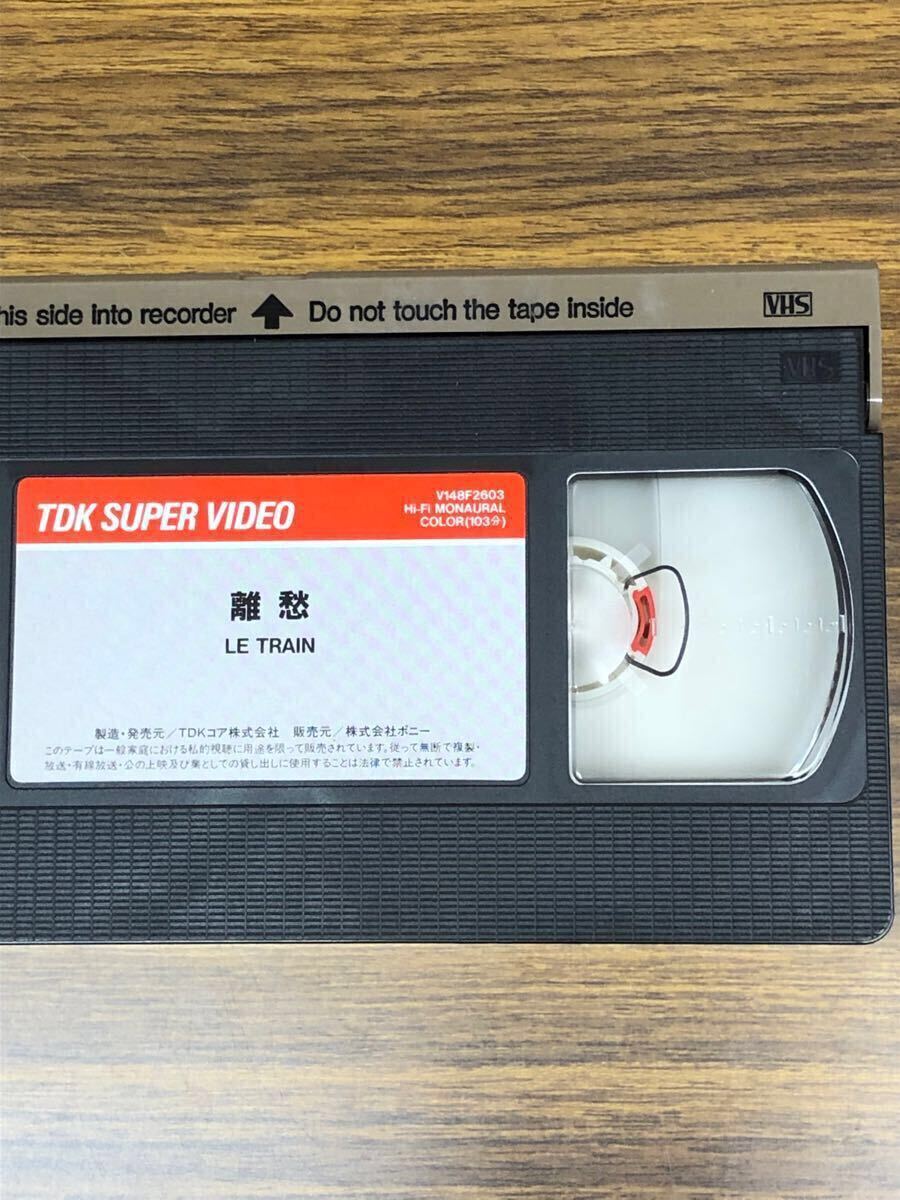 his side into recorder Do not touch the tape inside VHS
VHS
TDK SUPER VIDEO
V148F2603
Hi-Fi MONAURAL
COLOR(103分)
離愁
LE TRAIN
製造・発売元/TDKコア株式会社 販売元/株式会社ポニー
このテープは一般家庭における私的視聴に用途を限って販売されています。従って無断で複製・
放送・有線放送・公の上映及び業としての貸し出しに使用することは法律で禁止されています。